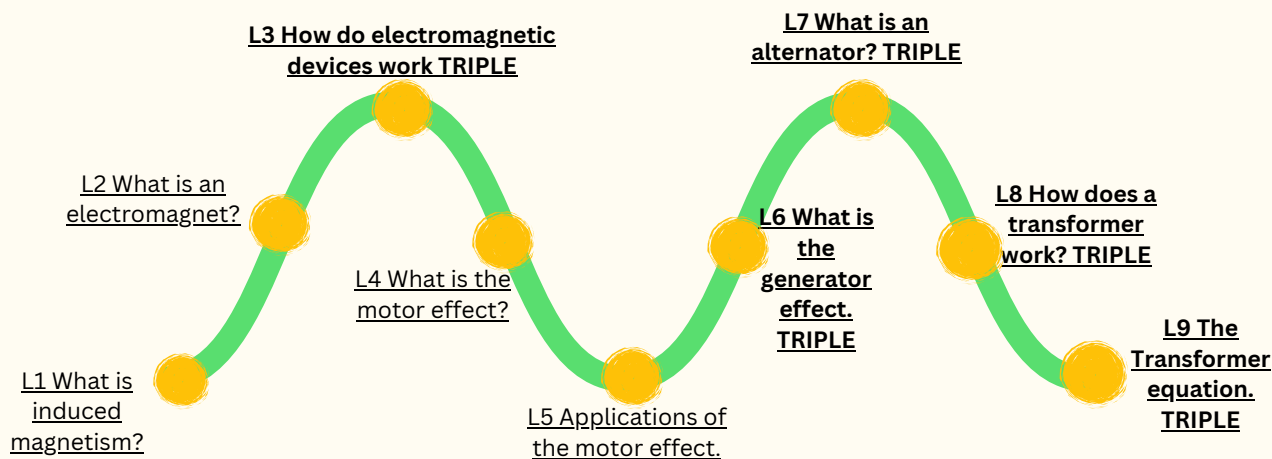 L1 What is
induced
magnetism?
L2 What is an
electromagnet?
L3 How do electromagnetic
devices work TRIPLE
L4 What is the
motor effect?
L5 Applications of
the motor effect.
L6 What is
the
generator
effect.
TRIPLE
L7 What is an
alternator? TRIPLE
L8 How does a
transformer
work? TRIPLE
L9 The
Transformer
equation.
TRIPLE